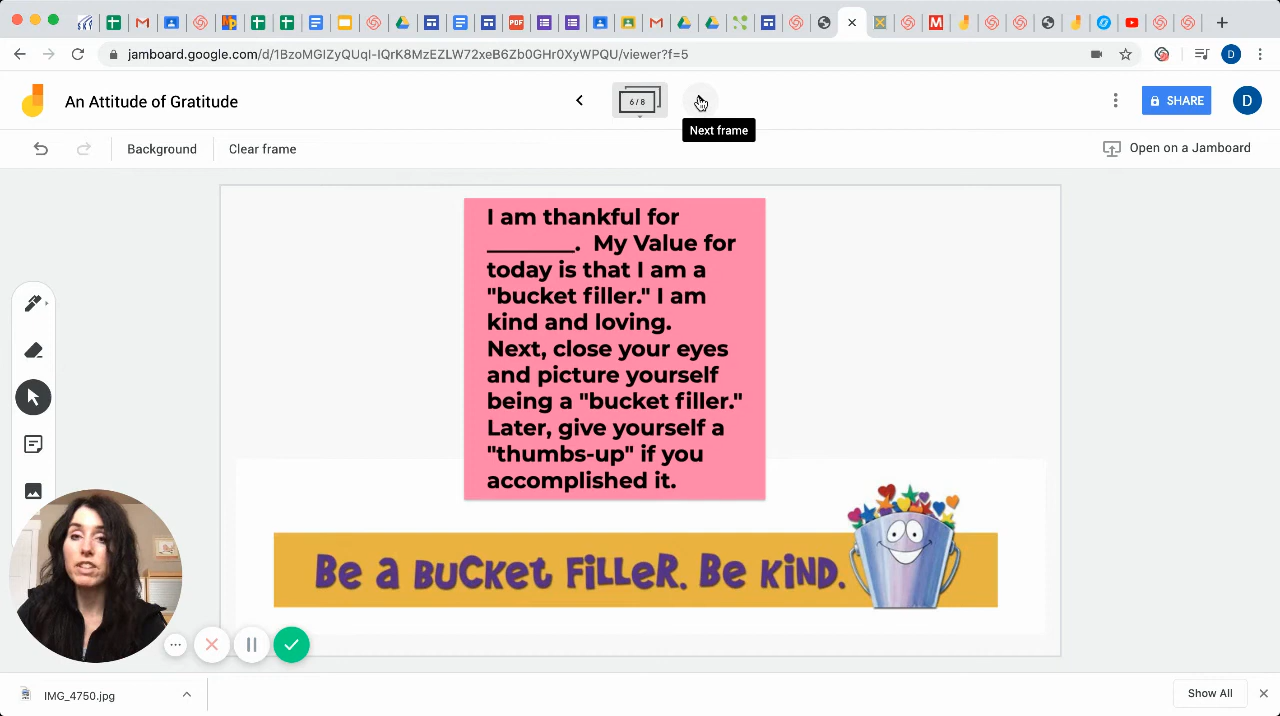 jamboard.google.com/d/1BzoMGIZyQUqI-IQrK8MzEZLW72xeB6Zb0GHr0XyWPQU/viewer?f=5
D
An Attitude of Gratitude
6 / 8
SHARE
D
Next frame
Background
Clear frame
Open on a Jamboard
I am thankful for
________. My Value for
today is that I am a
"bucket filler." I am
kind and loving.
Next, close your eyes
and picture yourself
being a "bucket filler."
Later, give yourself a
"thumbs-up" if you
accomplished it.
Be a Bucket Filler. Be Kind.
IMG_4750.jpg
Show All